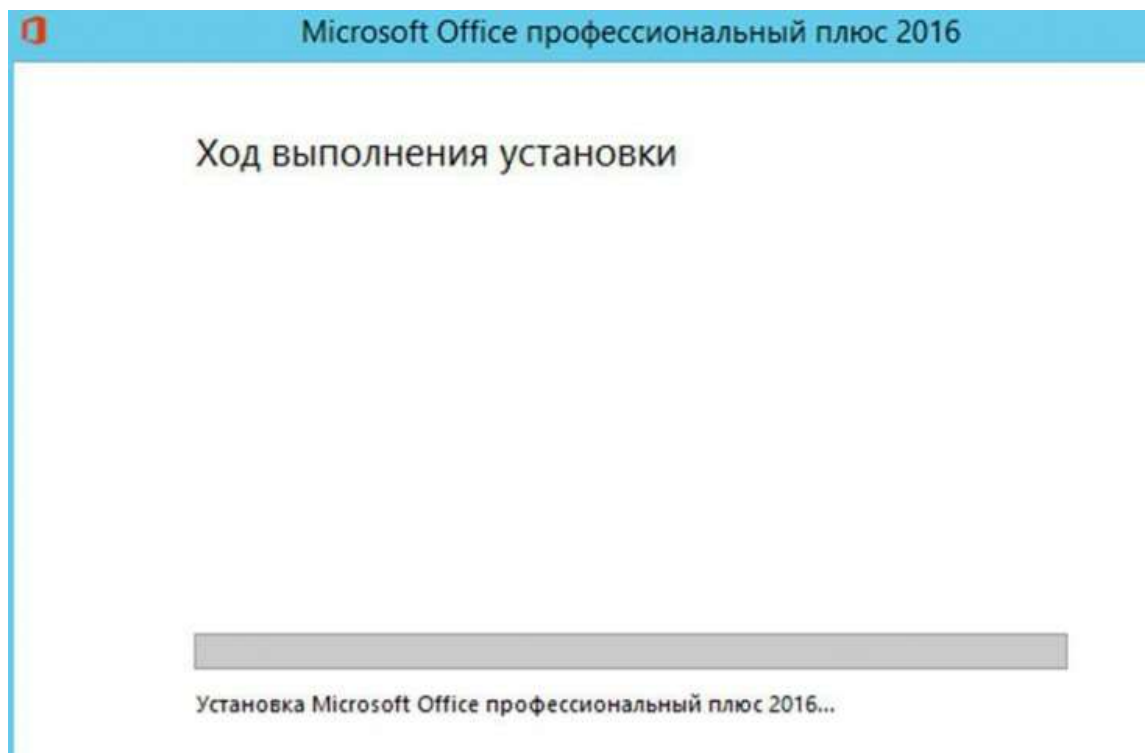 Microsoft Office профессиональный плюс 2016
Ход выполнения установки
Установка Microsoft Office профессиональный плюс 2016...